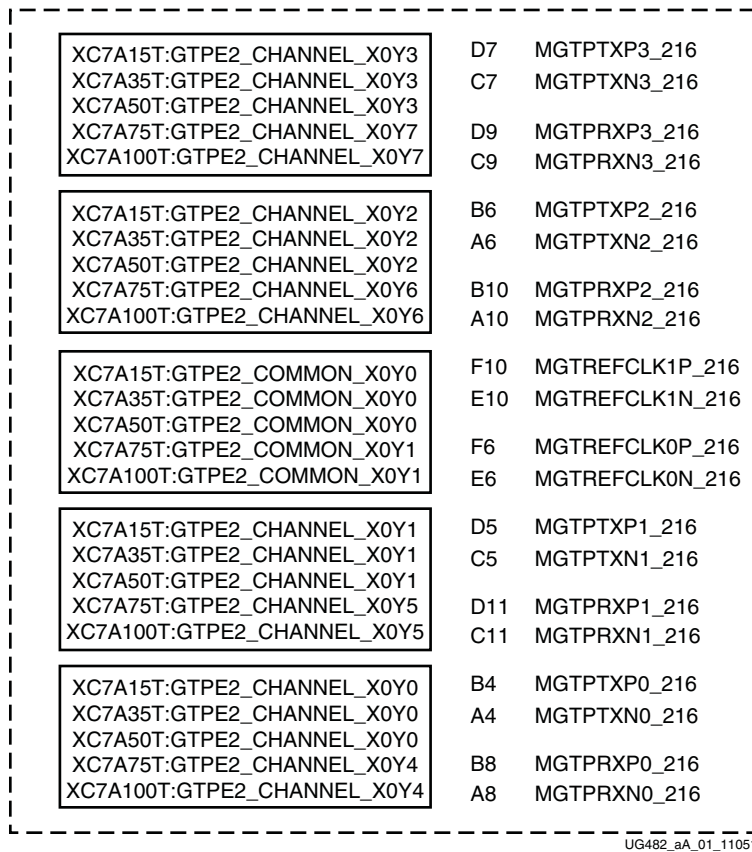 XC7A15T:GTPE2_CHANNEL_X0Y3
XC7A35T:GTPE2_CHANNEL_X0Y3
XC7A50T:GTPE2_CHANNEL_X0Y3
XC7A75T:GTPE2_CHANNEL_X0Y7
XC7A100T:GTPE2_CHANNEL_X0Y7
D7 MGTPTXP3_216
C7 MGTPTXN3_216
D9 MGTPRXP3_216
C9 MGTPRXN3_216
XC7A15T:GTPE2_CHANNEL_X0Y2
XC7A35T:GTPE2_CHANNEL_X0Y2
XC7A50T:GTPE2_CHANNEL_X0Y2
XC7A75T:GTPE2_CHANNEL_X0Y6
XC7A100T:GTPE2_CHANNEL_X0Y6
B6 MGTPTXP2_216
A6 MGTPTXN2_216
B10 MGTPRXP2_216
A10 MGTPRXN2_216
XC7A15T:GTPE2_COMMON_X0Y0
XC7A35T:GTPE2_COMMON_X0Y0
XC7A50T:GTPE2_COMMON_X0Y0
XC7A75T:GTPE2_COMMON_X0Y1
XC7A100T:GTPE2_COMMON_X0Y1
F10 MGTREFCLK1P_216
E10 MGTREFCLK1N_216
F6 MGTREFCLK0P_216
E6 MGTREFCLK0N_216
XC7A15T:GTPE2_CHANNEL_X0Y1
XC7A35T:GTPE2_CHANNEL_X0Y1
XC7A50T:GTPE2_CHANNEL_X0Y1
XC7A75T:GTPE2_CHANNEL_X0Y5
XC7A100T:GTPE2_CHANNEL_X0Y5
D5 MGTPTXP1_216
C5 MGTPTXN1_216
D11 MGTPRXP1_216
C11 MGTPRXN1_216
XC7A15T:GTPE2_CHANNEL_X0Y0
XC7A35T:GTPE2_CHANNEL_X0Y0
XC7A50T:GTPE2_CHANNEL_X0Y0
XC7A75T:GTPE2_CHANNEL_X0Y4
XC7A100T:GTPE2_CHANNEL_X0Y4
B4 MGTPTXP0_216
A4 MGTPTXN0_216
B8 MGTPRXP0_216
A8 MGTPRXN0_216